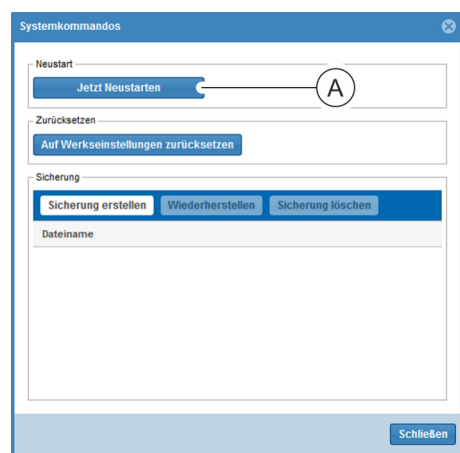 Systemkommandos
Neustart
Jetzt Neustarten
A
Zurücksetzen
Auf Werkseinstellungen zurücksetzen
Sicherung
Sicherung erstellen Wiederherstellen Sicherung löschen
Dateiname
Schließen